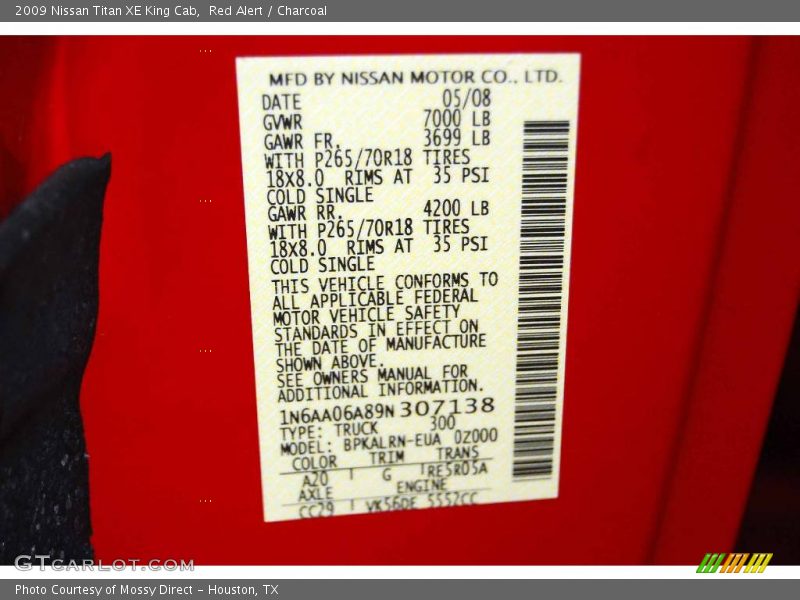 2009 Nissan Titan XE King Cab,  Red Alert / Charcoal
MFD BY NISSAN MOTOR CO., LTD.
DATE 05/08
GVWR 7000 LB
GAWR FR. 3699 LB
WITH P265/70R18 TIRES
18X8.0 RIMS AT 35 PSI
COLD SINGLE
GAWR RR. 4200 LB
WITH P265/70R18 TIRES
18X8.0 RIMS AT 35 PSI
COLD SINGLE
THIS VEHICLE CONFORMS TO
ALL APPLICABLE FEDERAL
MOTOR VEHICLE SAFETY
STANDARDS IN EFFECT ON
THE DATE OF MANUFACTURE
SHOWN ABOVE.
SEE OWNERS MANUAL FOR
ADDITIONAL INFORMATION.
1N6AA06A89N307138
TYPE: TRUCK 300
MODEL: BPKALRN-EUA 0Z000
COLOR TRIM TRANS
A20 G RE5R05A
AXLE ENGINE
CC29 VK56DE 5552CC
GTCARLOT.COM
Photo Courtesy of Mossy Direct - Houston, TX